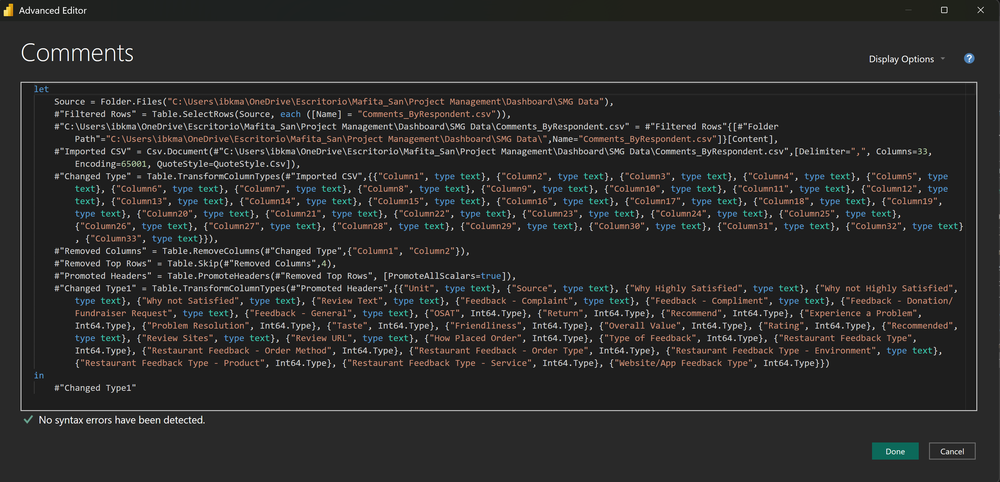 Advanced Editor
Comments
Display Options
?
let
Source = Folder.Files("C:\Users\ibkma\OneDrive\Escritorio\Mafita_San\Project Management\Dashboard\SMG Data"),
#"Filtered Rows" = Table.SelectRows(Source, each ([Name] = "Comments_ByRespondent.csv")),
#"C:\Users\ibkma\OneDrive\Escritorio\Mafita_San\Project Management\Dashboard\SMG Data\Comments_ByRespondent.csv" = #"Filtered Rows"{[#"Folder
Path"="C:\Users\ibkma\OneDrive\Escritorio\Mafita_San\Project Management\Dashboard\SMG Data\",Name="Comments_ByRespondent.csv"]}[Content],
#"Imported CSV" = Csv.Document(#"C:\Users\ibkma\OneDrive\Escritorio\Mafita_San\Project Management\Dashboard\SMG Data\Comments_ByRespondent.csv",[Delimiter=",", Columns=33,
Encoding=65001, QuoteStyle=QuoteStyle.Csv]),
#"Changed Type" = Table.TransformColumnTypes(#"Imported CSV",{{"Column1", type text}, {"Column2", type text}, {"Column3", type text}, {"Column4", type text}, {"Column5", type
text}, {"Column6", type text}, {"Column7", type text}, {"Column8", type text}, {"Column9", type text}, {"Column10", type text}, {"Column11", type text}, {"Column12", type
text}, {"Column13", type text}, {"Column14", type text}, {"Column15", type text}, {"Column16", type text}, {"Column17", type text}, {"Column18", type text}, {"Column19",
type text}, {"Column20", type text}, {"Column21", type text}, {"Column22", type text}, {"Column23", type text}, {"Column24", type text}, {"Column25", type text},
{"Column26", type text}, {"Column27", type text}, {"Column28", type text}, {"Column29", type text}, {"Column30", type text}, {"Column31", type text}, {"Column32", type text}
, {"Column33", type text}}),
#"Removed Columns" = Table.RemoveColumns(#"Changed Type",{"Column1", "Column2"}),
#"Removed Top Rows" = Table.Skip(#"Removed Columns",4),
#"Promoted Headers" = Table.PromoteHeaders(#"Removed Top Rows", [PromoteAllScalars=true]),
#"Changed Type1" = Table.TransformColumnTypes(#"Promoted Headers",{{"Unit", type text}, {"Source", type text}, {"Why Highly Satisfied", type text}, {"Why not Highly Satisfied",
type text}, {"Why not Satisfied", type text}, {"Review Text", type text}, {"Feedback - Complaint", type text}, {"Feedback - Compliment", type text}, {"Feedback - Donation/
Fundraiser Request", type text}, {"Feedback - General", type text}, {"OSAT", Int64.Type}, {"Return", Int64.Type}, {"Recommend", Int64.Type}, {"Experience a Problem",
Int64.Type}, {"Problem Resolution", Int64.Type}, {"Taste", Int64.Type}, {"Friendliness", Int64.Type}, {"Overall Value", Int64.Type}, {"Rating", Int64.Type}, {"Recommended",
type text}, {"Review Sites", type text}, {"Review URL", type text}, {"How Placed Order", Int64.Type}, {"Type of Feedback", Int64.Type}, {"Restaurant Feedback Type",
Int64.Type}, {"Restaurant Feedback - Order Method", Int64.Type}, {"Restaurant Feedback - Order Type", Int64.Type}, {"Restaurant Feedback Type - Environment", type text},
{"Restaurant Feedback Type - Product", Int64.Type}, {"Restaurant Feedback Type - Service", Int64.Type}, {"Website/App Feedback Type", Int64.Type}})
in
#"Changed Type1"
No syntax errors have been detected.
Done
Cancel